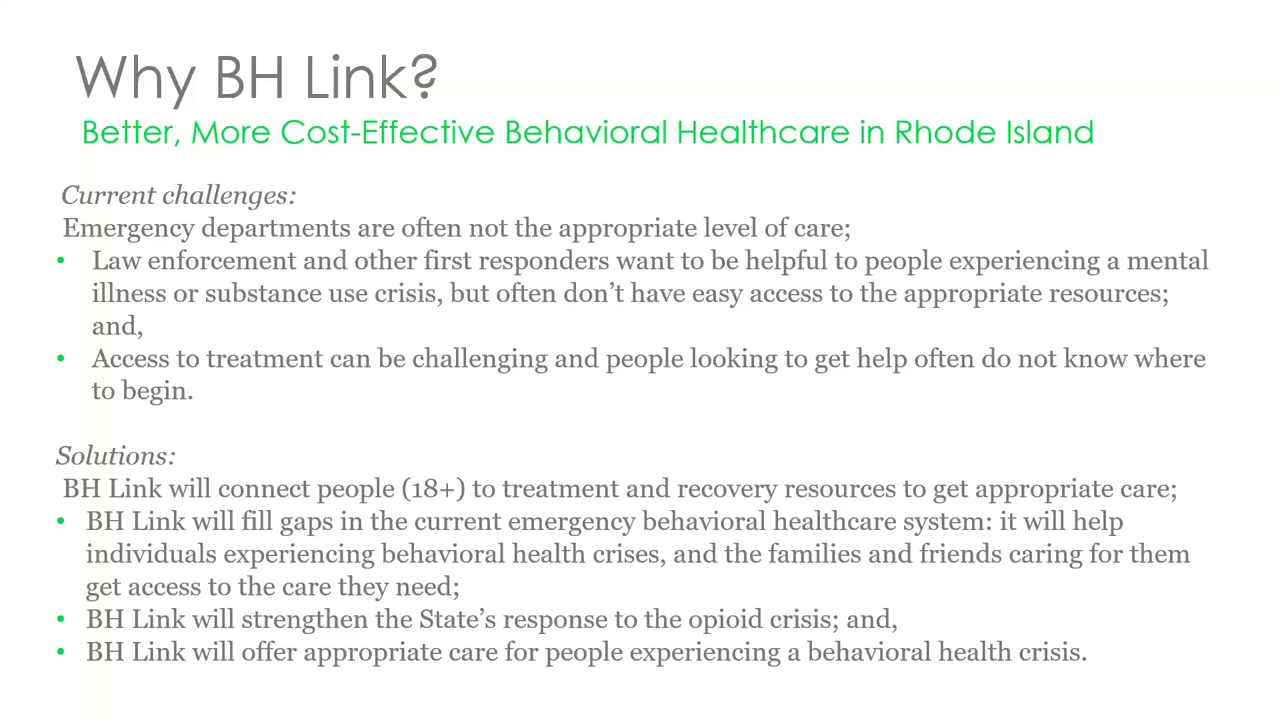 Why BH Link?
Better, More Cost-Effective Behavioral Healthcare in Rhode Island
Current challenges:
Emergency departments are often not the appropriate level of care;
• Law enforcement and other first responders want to be helpful to people experiencing a mental
illness or substance use crisis, but often don’t have easy access to the appropriate resources;
and,
• Access to treatment can be challenging and people looking to get help often do not know where
to begin.
Solutions:
BH Link will connect people (18+) to treatment and recovery resources to get appropriate care;
• BH Link will fill gaps in the current emergency behavioral healthcare system: it will help
individuals experiencing behavioral health crises, and the families and friends caring for them
get access to the care they need;
• BH Link will strengthen the State’s response to the opioid crisis; and,
• BH Link will offer appropriate care for people experiencing a behavioral health crisis.